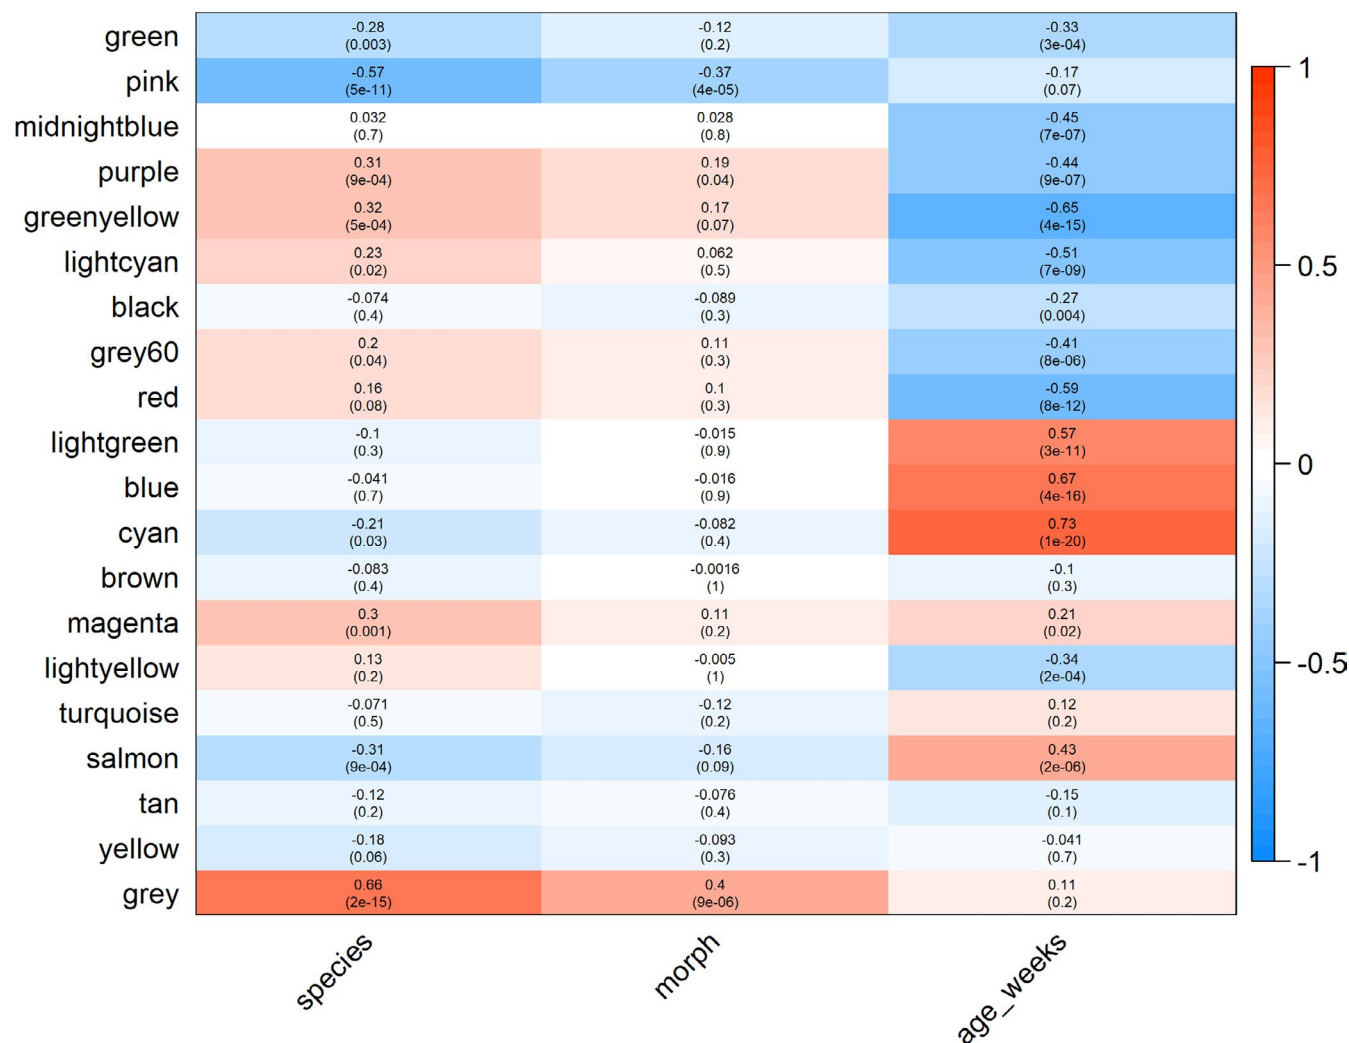 green -0.28 -0.12 -0.33
(0.003) (0.2) (3e-04)
pink -0.57 -0.37 -0.17
(5e-11) (4e-05) (0.07)
midnightblue 0.032 0.028 -0.45
(0.7) (0.8) (7e-07)
purple 0.31 0.19 -0.44
(9e-04) (0.04) (9e-07)
greenyellow 0.32 0.17 -0.65
(5e-04) (0.07) (4e-15)
lightcyan 0.23 0.062 -0.51
(0.02) (0.5) (7e-09)
black -0.074 -0.089 -0.27
(0.4) (0.3) (0.004)
grey60 0.2 0.11 -0.41
(0.04) (0.3) (8e-06)
red 0.16 0.1 -0.59
(0.08) (0.3) (8e-12)
lightgreen -0.1 -0.015 0.57
(0.3) (0.9) (3e-11)
blue -0.041 -0.016 0.67
(0.7) (0.9) (4e-16)
cyan -0.21 -0.082 0.73
(0.03) (0.4) (1e-20)
brown -0.083 -0.0016 -0.1
(0.4) (1) (0.3)
magenta 0.3 0.11 0.21
(0.001) (0.2) (0.02)
lightyellow 0.13 -0.005 -0.34
(0.2) (1) (2e-04)
turquoise -0.071 -0.12 0.12
(0.5) (0.2) (0.2)
salmon -0.31 -0.16 0.43
(9e-04) (0.09) (2e-06)
tan -0.12 -0.076 -0.15
(0.2) (0.4) (0.1)
yellow -0.18 -0.093 -0.041
(0.06) (0.3) (0.7)
grey 0.66 0.4 0.11
(2e-15) (9e-06) (0.2)
species morph age_weeks
1
0.5
0
-0.5
-1